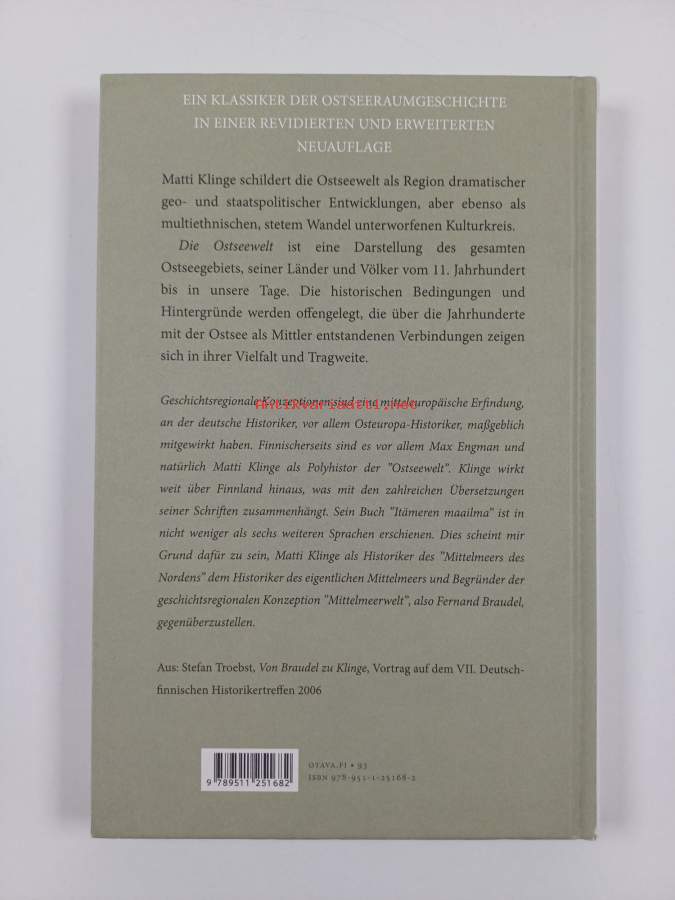 EIN KLASSIKER DER OSTSEERAUMGESCHICHTE
IN EINER REVIDIERTEN UND ERWEITERTEN
NEUAUFLAGE
Matti Klinge schildert die Ostseewelt als Region dramatischer
geo- und staatspolitischer Entwicklungen, aber ebenso als
multiethnischen, stetem Wandel unterworfenen Kulturkreis.
Die Ostseewelt ist eine Darstellung des gesamten
Ostseegebiets, seiner Länder und Völker vom 11. Jahrhundert
bis in unsere Tage. Die historischen Bedingungen und
Hintergründe werden offengelegt, die über die Jahrhunderte
mit der Ostsee als Mittler entstandenen Verbindungen zeigen
sich in ihrer Vielfalt und Tragweite.
Geschichtsregionale Konzeptionen sind eine mitteleuropäische Erfindung,
antikvariaatti.net
an der deutsche Historiker, vor allem Osteuropa-Historiker, maßgeblich
mitgewirkt haben. Finnischerseits sind es vor allem Max Engman und
natürlich Matti Klinge als Polyhistor der "Ostseewelt". Klinge wirkt
weit über Finnland hinaus, was mit den zahlreichen Übersetzungen
seiner Schriften zusammenhängt. Sein Buch "Itämeren maailma" ist in
nicht weniger als sechs weiteren Sprachen erschienen. Dies scheint mir
Grund dafür zu sein, Matti Klinge als Historiker des "Mittelmeers des
Nordens" dem Historiker des eigentlichen Mittelmeers und Begründer der
geschichtsregionalen Konzeption "Mittelmeerwelt", also Fernand Braudel,
gegenüberzustellen.
Aus: Stefan Troebst, Von Braudel zu Klinge, Vortrag auf dem VII. Deutsch-
finnischen Historikertreffen 2006
OTAVA.FI • 93
ISBN 978-951-1-25168-2
9 789511 251682